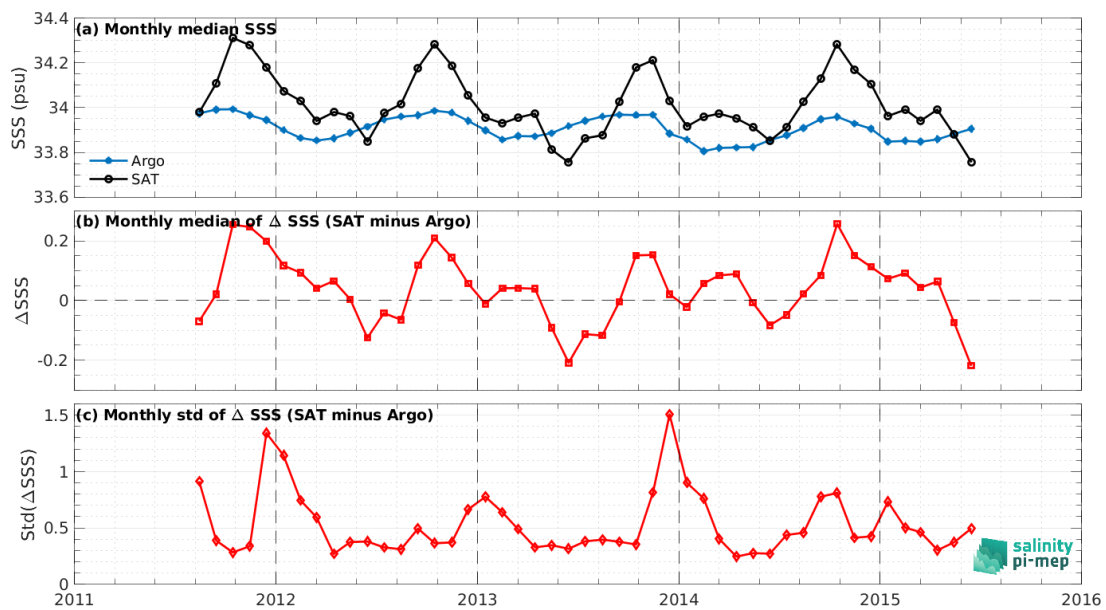 34.4
34.2
34
33.8
33.6
SSS (psu)
(a) Monthly median SSS
Argo
SAT
0.2
0
-0.2
ΔSSS
(b) Monthly median of Δ SSS (SAT minus Argo)
1.5
1
0.5
0
Std(ΔSSS)
(c) Monthly std of Δ SSS (SAT minus Argo)
salinity
pi-mep
2011
2012
2013
2014
2015
2016